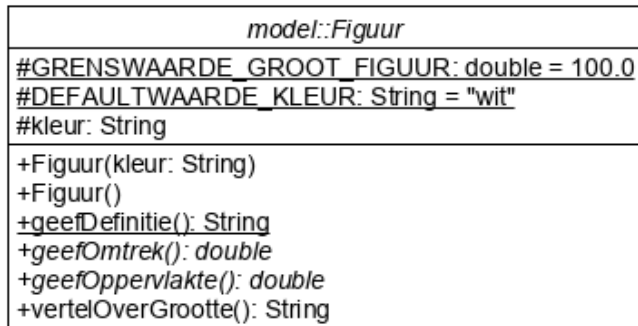 model::Figuur
#GRENSWAARDE_GROOT_FIGUUR: double = 100.0
#DEFAULTWAARDE_KLEUR: String = "wit"
#kleur: String
+Figuur(kleur: String)
+Figuur()
+geefDefinitie(): String
+geefOmtrek(): double
+geefOppervlakte(): double
+vertelOverGrootte(): String